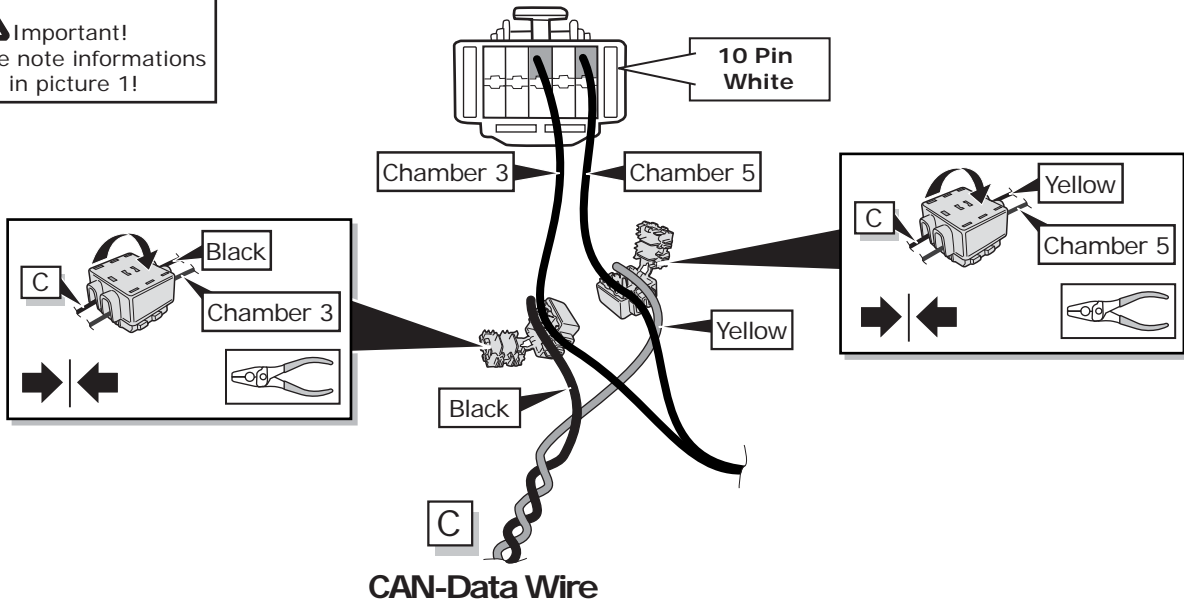 Important!
note informations
in picture 1!
10 Pin
White
Chamber 3
Chamber 5
Yellow
C
Chamber 5
Black
C
Chamber 3
Yellow
Black
C
CAN-Data Wire